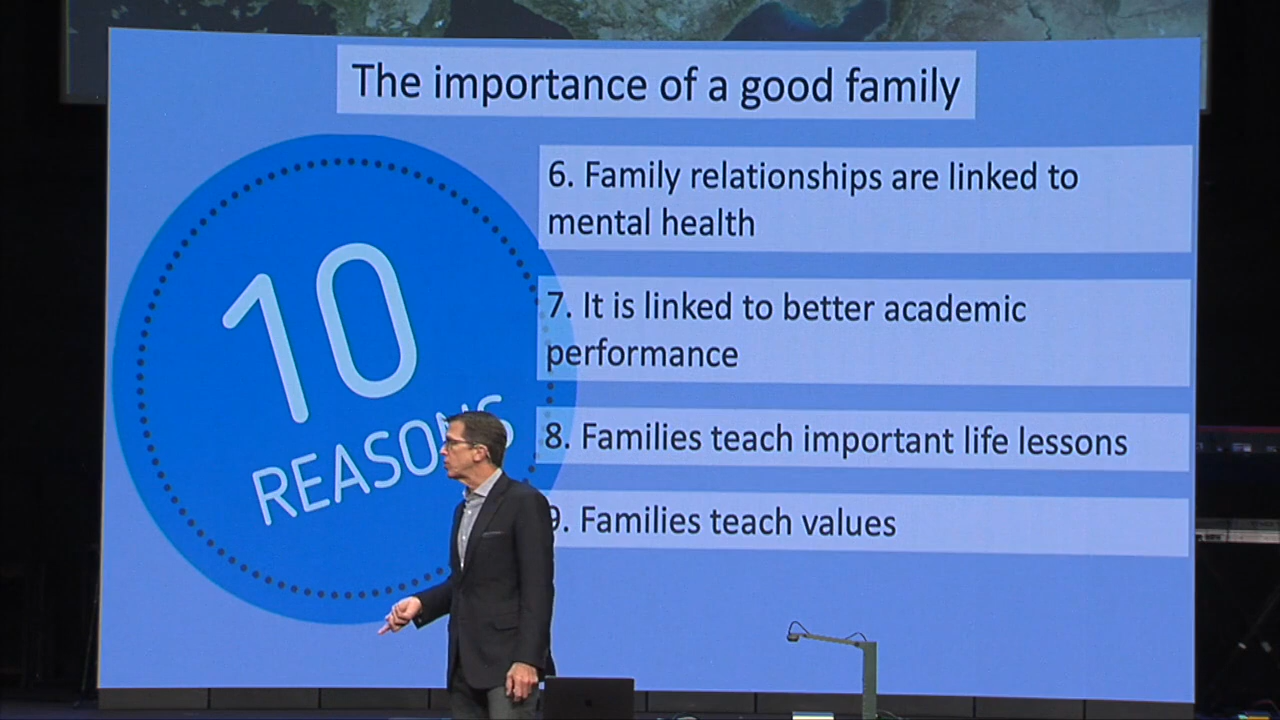 The importance of a good family
10
REASONS
6. Family relationships are linked to
mental health
7. It is linked to better academic
performance
8. Families teach important life lessons
9. Families teach values